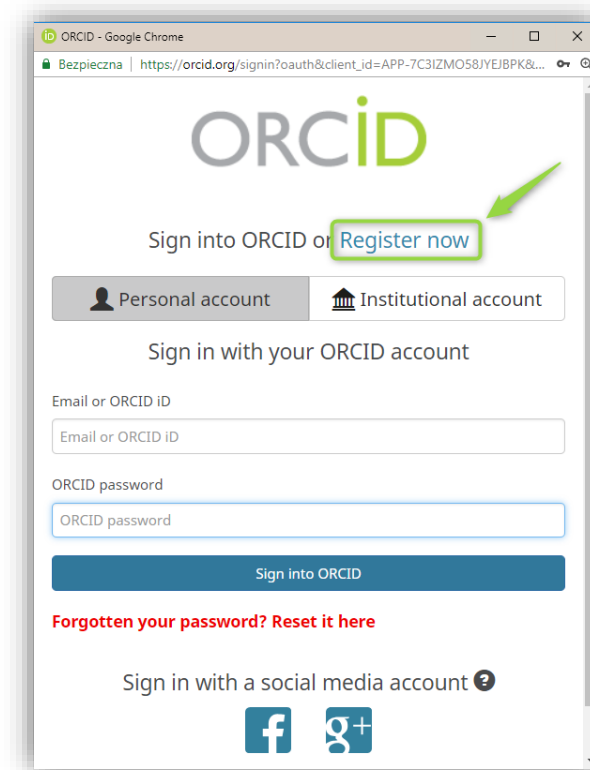 ORCID - Google Chrome
Bezpieczna | https://orcid.org/signin?oauth&client_id=APP-7C3IZMO58JYEJBPK&...
ORCiD
Sign into ORCID or Register now
Personal account
Institutional account
Sign in with your ORCID account
Email or ORCID iD
Email or ORCID iD
ORCID password
ORCID password
Sign into ORCID
Forgotten your password? Reset it here
Sign in with a social media account ?
f g+